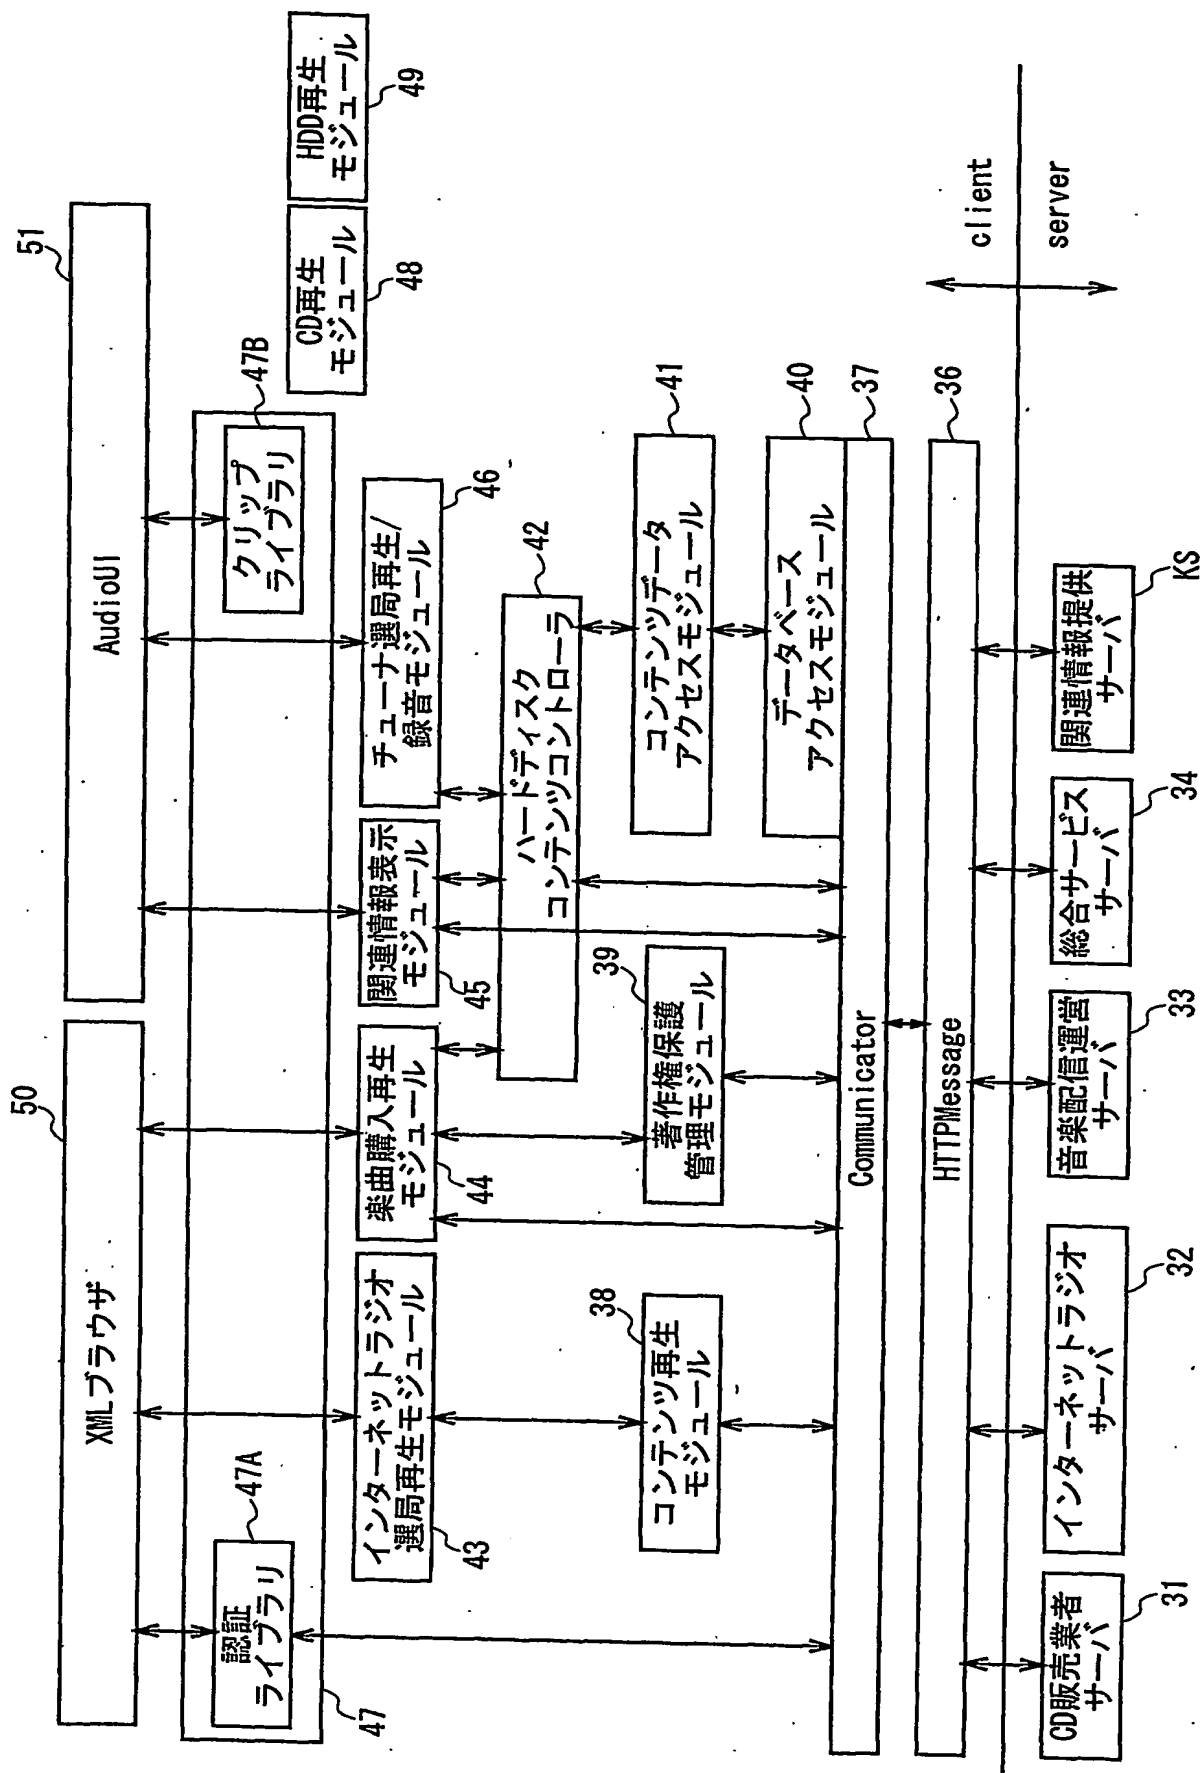 50
XMLブラウザ
51
AudioUI
47A
認証
ライブラリ
47
47B
クリップ
ライブラリ
CD再生
モジュール
48
HDD再生
モジュール
49
インターネットラジオ
選局再生モジュール
43
楽曲購入再生
モジュール
44
関連情報表示
モジュール
45
チューナ選局再生/
録音モジュール
46
ハードディスク
コンテンツコントローラ
42
38
コンテンツ再生
モジュール
39
著作権保護
管理モジュール
コンテンツデータ
アクセスモジュール
41
データベース
アクセスモジュール
40
Communicator
37
HTTPMessage
36
client
server
CD販売業者
サーバ
31
インターネットラジオ
サーバ
32
音楽配信運営
サーバ
33
総合サービス
サーバ
34
関連情報提供
サーバ
KS